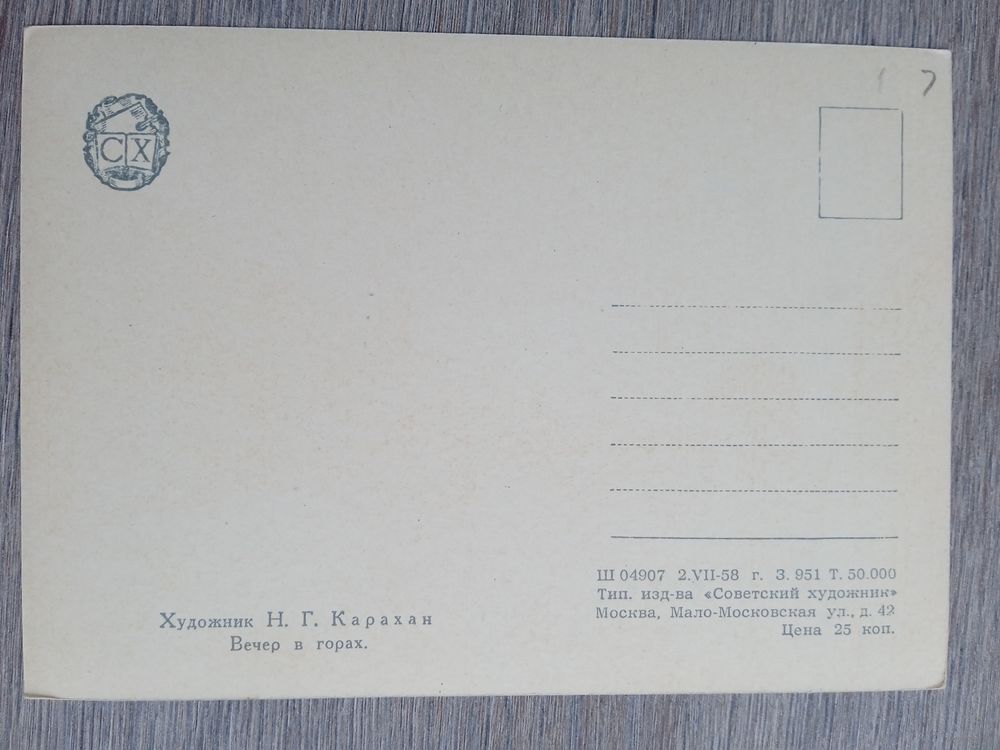 7
СХ
Ш 04907 2.VII-58 г. З. 951 Т. 50.000
Тип. изд-ва «Советский художник»
Москва, Мало-Московская ул., д. 42
Цена 25 коп.
Художник Н. Г. Карахан
Вечер в горах.